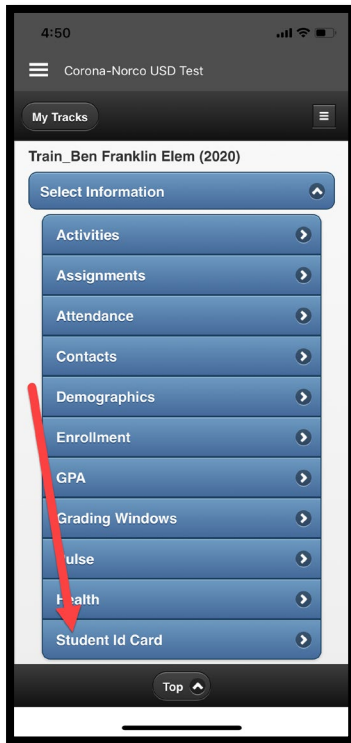 4:50
Corona-Norco USD Test
My Tracks
Train_Ben Franklin Elem (2020)
Select Information
Activities
Assignments
Attendance
Contacts
Demographics
Enrollment
GPA
Grading Windows
Pulse
Health
Student Id Card
Top